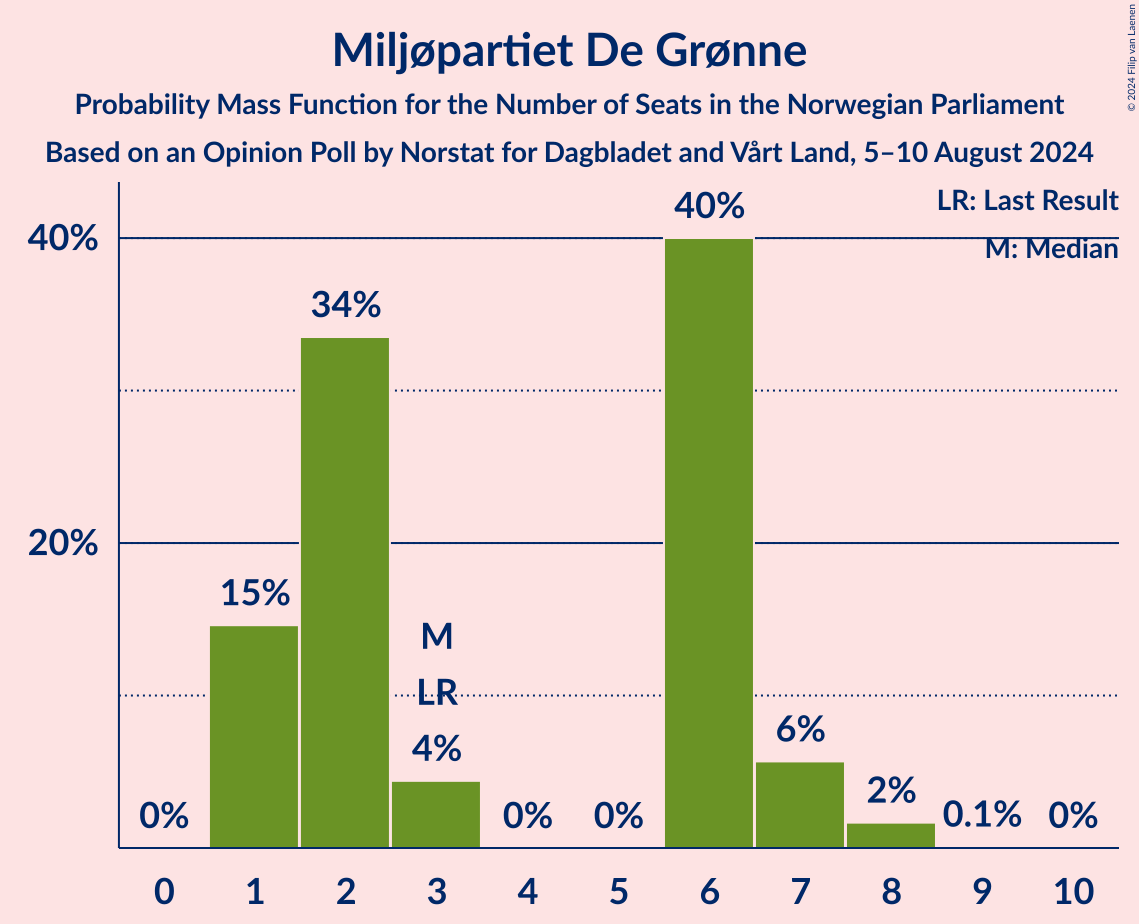 Miljøpartiet De Grønne
Probability Mass Function for the Number of Seats in the Norwegian Parliament
Based on an Opinion Poll by Norstat for Dagbladet and Vårt Land, 5–10 August 2024
© 2024 Filip van Laenen
LR: Last Result
M: Median
40%
20%
0%
15%
34%
M
LR
4%
0%
0%
40%
6%
2%
0.1%
0%
0 1 2 3 4 5 6 7 8 9 10